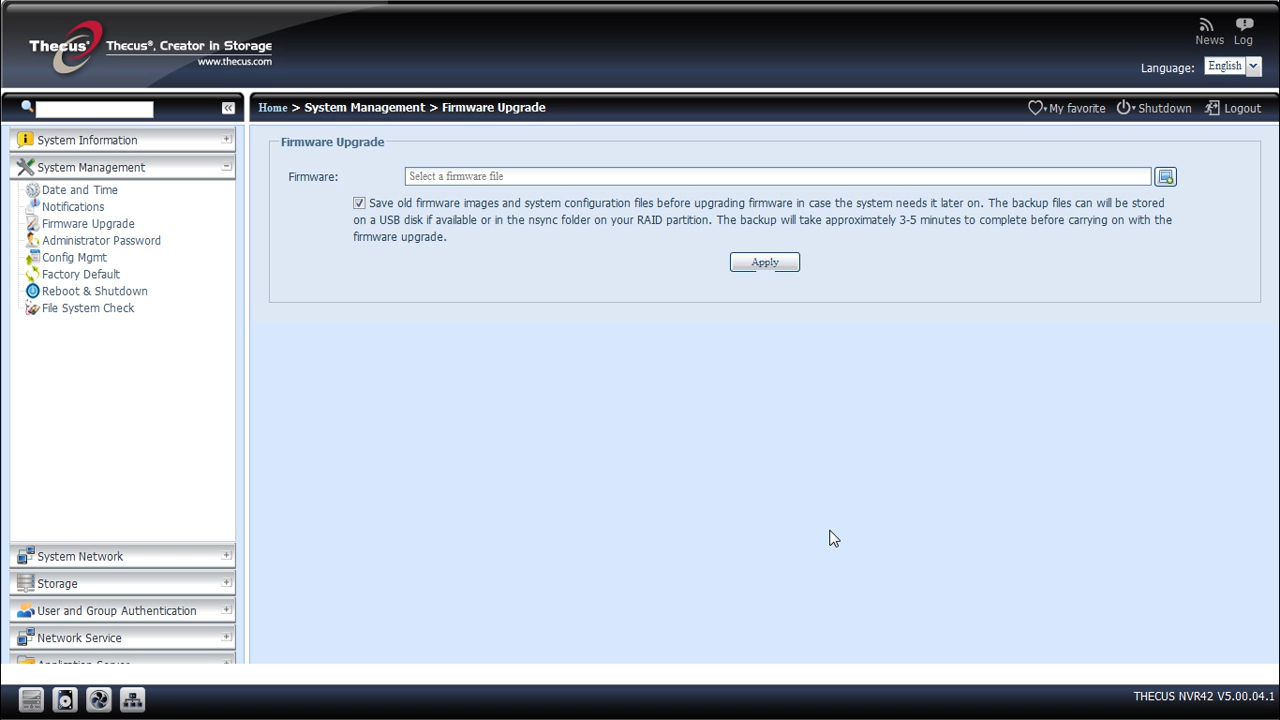 Thecus® Thecus®, Creator in Storage
www.thecus.com
News Log
Language: English
Home > System Management > Firmware Upgrade
My favorite Shutdown Logout
System Information
System Management
Date and Time
Notifications
Firmware Upgrade
Administrator Password
Config Mgmt
Factory Default
Reboot & Shutdown
File System Check
System Network
Storage
User and Group Authentication
Network Service
Application Server
Firmware Upgrade
Firmware: Select a firmware file
Save old firmware images and system configuration files before upgrading firmware in case the system needs it later on. The backup files can will be stored
on a USB disk if available or in the nsync folder on your RAID partition. The backup will take approximately 3-5 minutes to complete before carrying on with the
firmware upgrade.
Apply
THECUS NVR42 V5.00.04.1